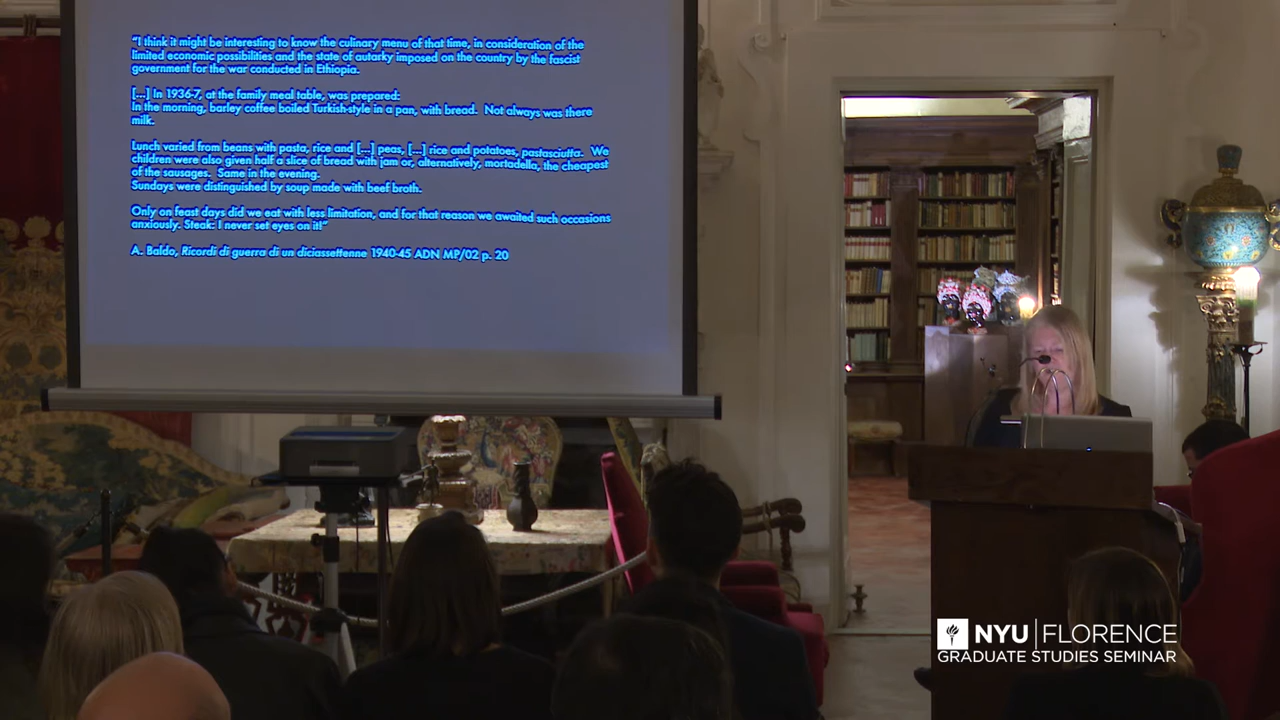 "I think it might be interesting to know the culinary menu of that time, in consideration of the
limited economic possibilities and the state of autarky imposed on the country by the fascist
government for the war conducted in Ethiopia.
[...] In 1936-7, at the family meal table, was prepared:
In the morning, barley coffee boiled Turkish-style in a pan, with bread. Not always was there
milk.
Lunch varied from beans with pasta, rice and [...] peas, [...] rice and potatoes, pastasciutta. We
children were also given half a slice of bread with jam or, alternatively, mortadella, the cheapest
of the sausages. Same in the evening.
Sundays were distinguished by soup made with beef broth.
Only on feast days did we eat with less limitation, and for that reason we awaited such occasions
anxiously. Steak: I never set eyes on it!"
A. Baldo, Ricordi di guerra di un diciassettenne 1940-45 ADN MP/02 p. 20
NYU FLORENCE
GRADUATE STUDIES SEMINAR